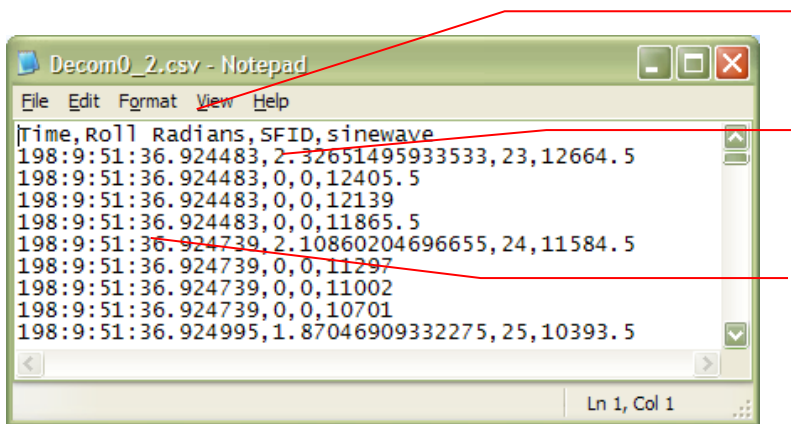 Decom0_2.csv - Notepad
File Edit Format View Help
Time,Roll Radians,SFID,sinewave
198:9:51:36.924483,2.32651495933533,23,12664.5
198:9:51:36.924483,0,0,12405.5
198:9:51:36.924483,0,0,12139
198:9:51:36.924483,0,0,11865.5
198:9:51:36.924739,2.10860204696655,24,11584.5
198:9:51:36.924739,0,0,11297
198:9:51:36.924739,0,0,11002
198:9:51:36.924739,0,0,10701
198:9:51:36.924995,1.87046909332275,25,10393.5
Ln 1, Col 1